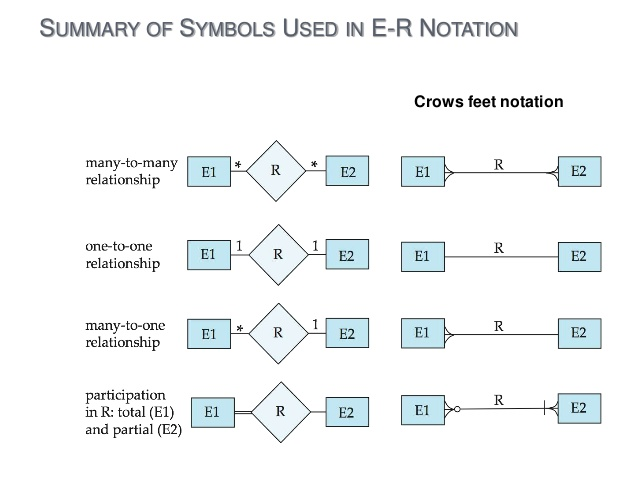 SUMMARY OF SYMBOLS USED IN E-R NOTATION
Crows feet notation
many-to-many
relationship
E1 * R * E2
E1 R E2
one-to-one
relationship
E1 1 R 1 E2
E1 R E2
many-to-one
relationship
E1 * R 1 E2
E1 R E2
participation
in R: total (E1)
and partial (E2)
E1 R E2
E1 R E2